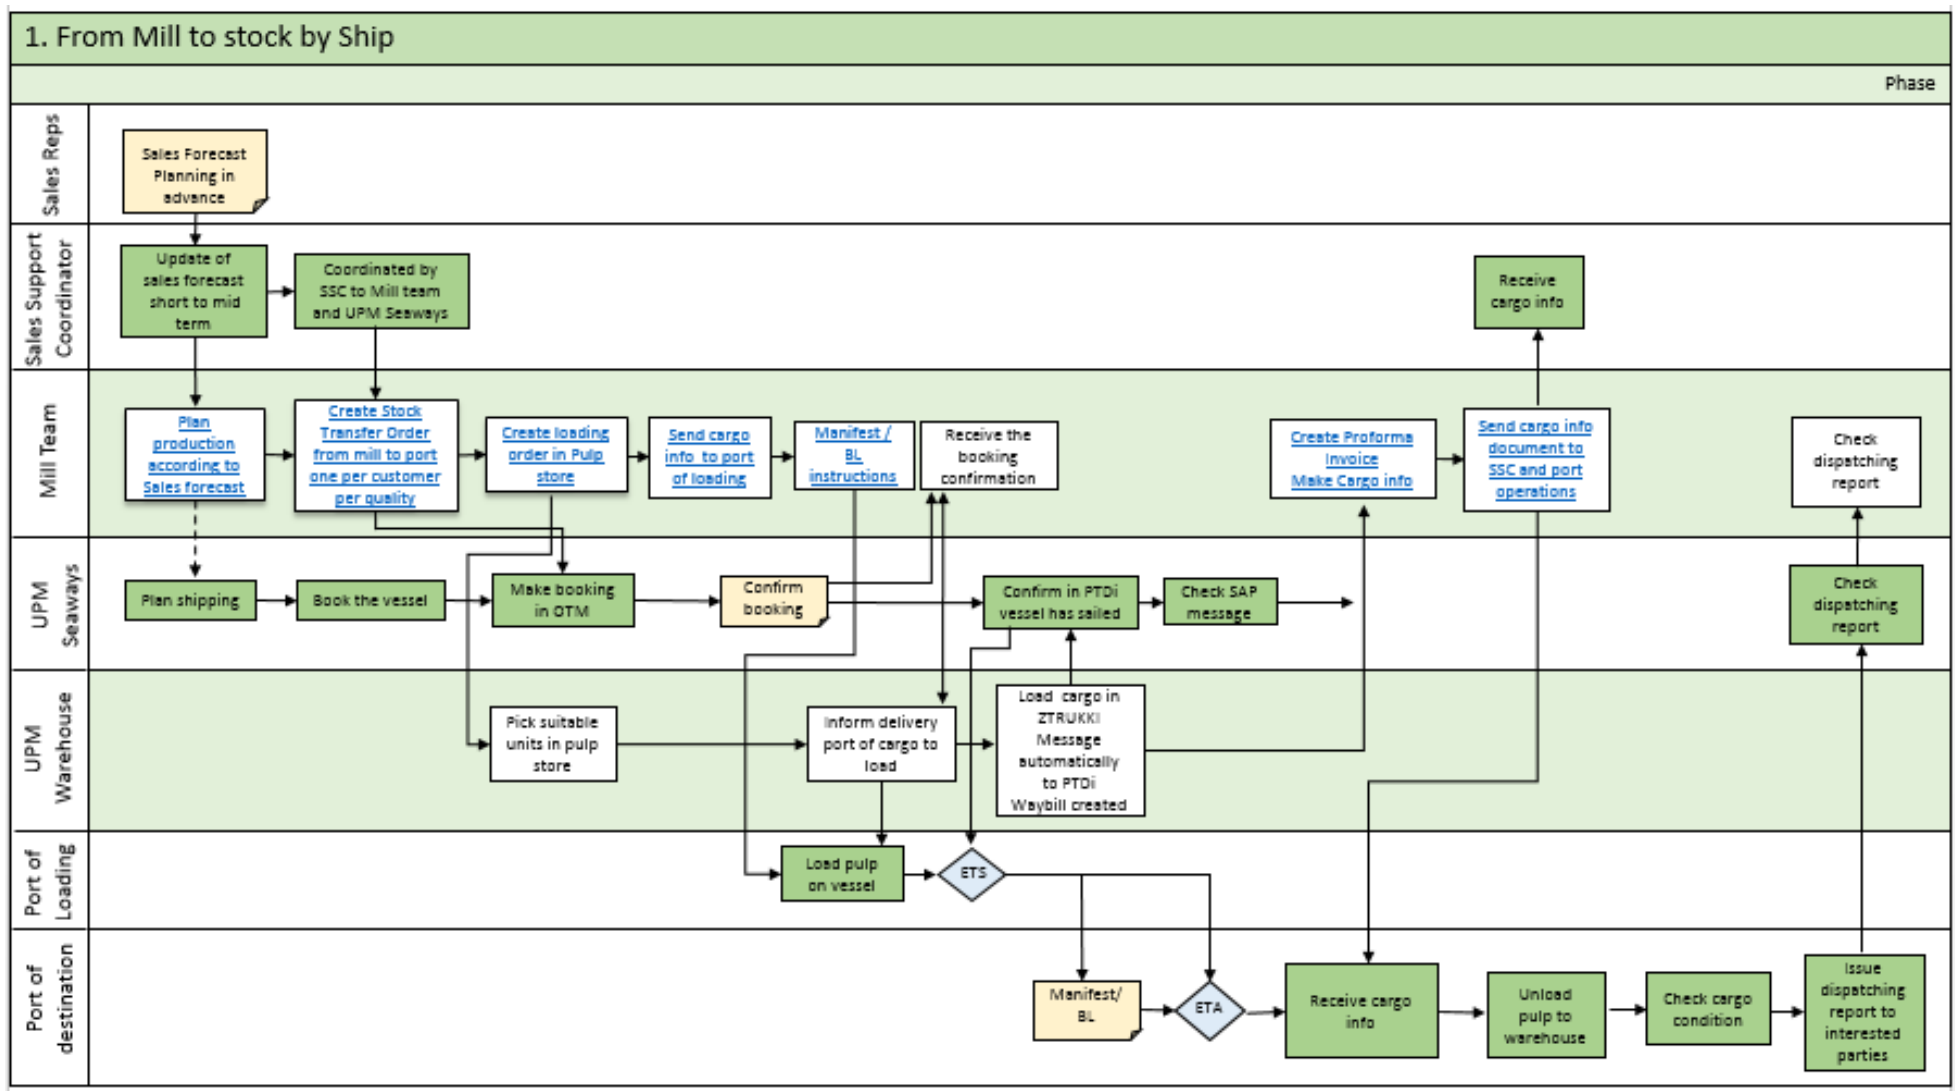 1. From Mill to stock by Ship
Phase
Sales Reps
Sales Forecast
Planning in
advance
Sales Support
Coordinator
Update of
sales forecast
short to mid
term
Coordinated by
SSC to Mill team
and UPM Seaways
Receive
cargo info
Mill Team
Plan
production
according to
Sales forecast
Create Stock
Transfer Order
from mill to port
one per customer
per quality
Create loading
order in Pulp
store
Send cargo
info to port
of loading
Manifest /
BL
instructions
Receive the
booking
confirmation
Create Proforma
Invoice
Make Cargo info
Send cargo info
document to
SSC and port
operations
Check
dispatching
report
UPM
Seaways
Plan shipping
Book the vessel
Make booking
in OTM
Confirm
booking
Confirm in PTDi
vessel has sailed
Check SAP
message
Check
dispatching
report
UPM
Warehouse
Pick suitable
units in pulp
store
Inform delivery
port of cargo to
load
Load cargo in
ZTRUKKI
Message
automatically
to PTDi
Waybill created
Port of
Loading
Load pulp
on vessel
ETS
Port of
destination
Manifest/
BL
ETA
Receive cargo
info
Unload
pulp to
warehouse
Check cargo
condition
Issue
dispatching
report to
interested
parties